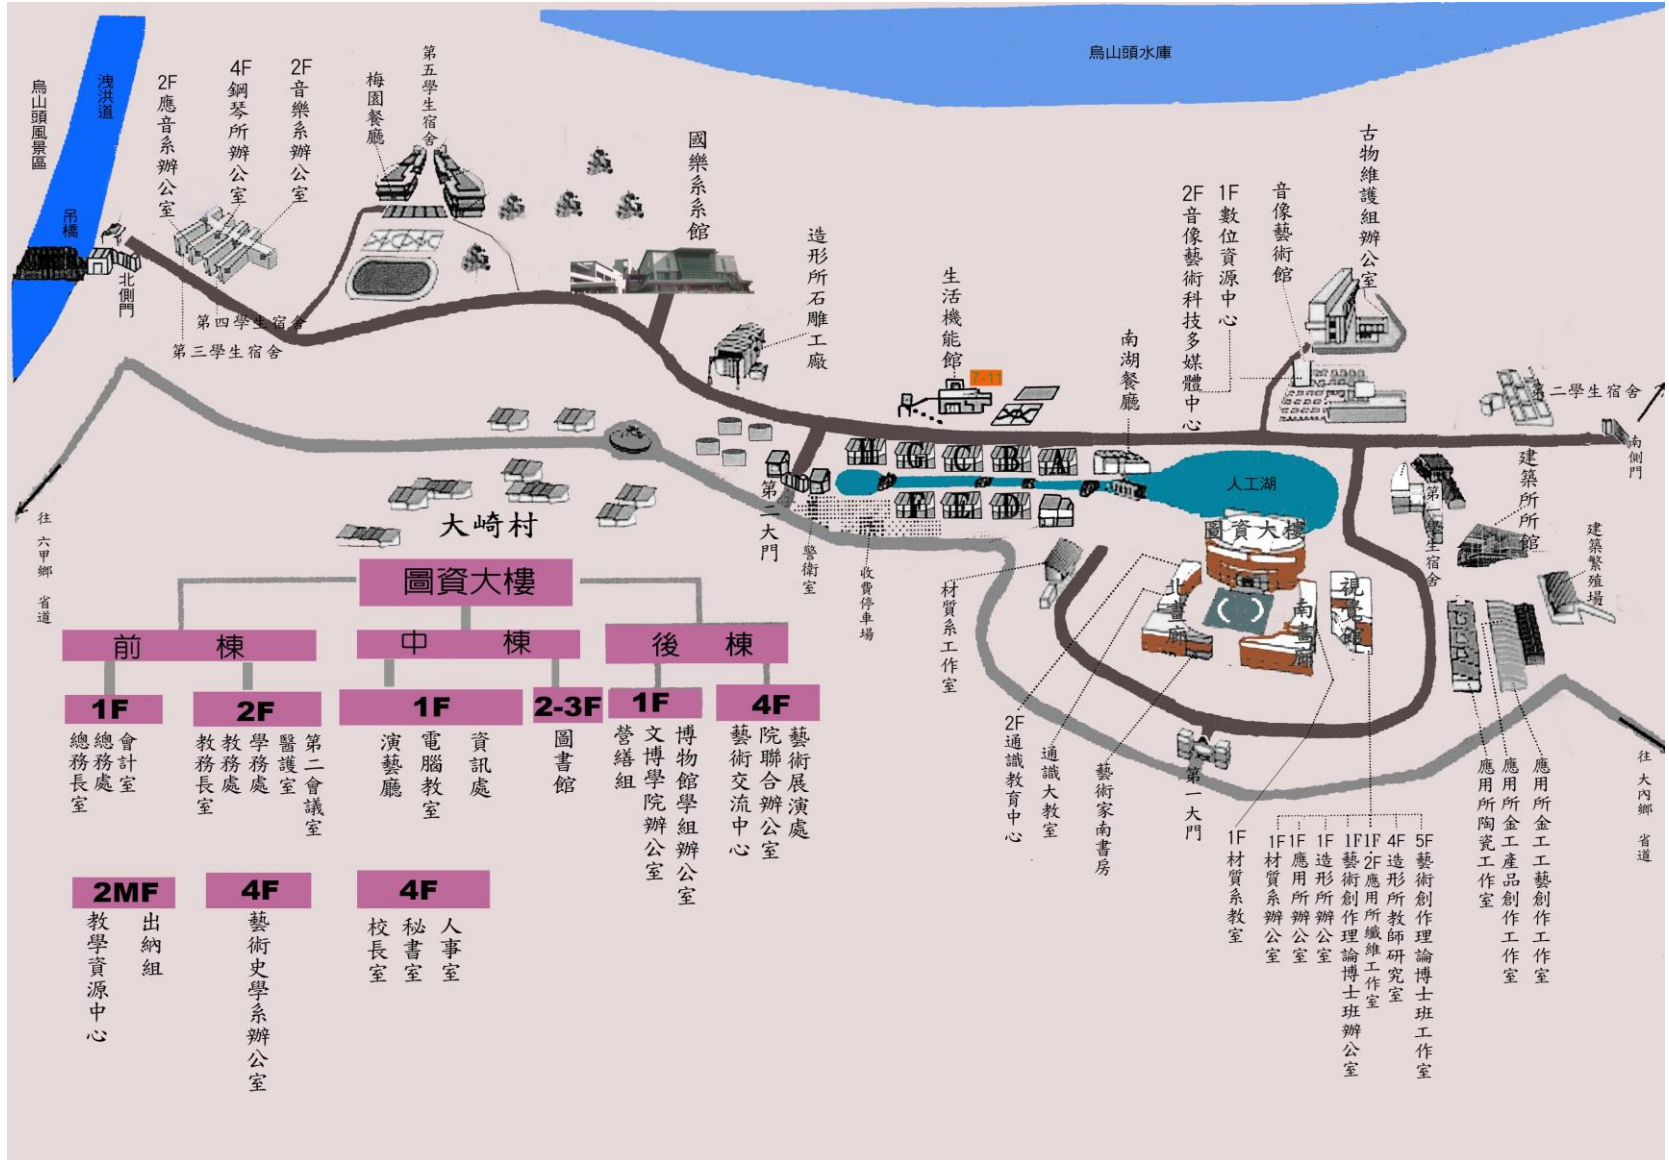 烏山頭水庫
烏山頭風景區
洩洪道
吊橋
北側門
2F應音系辦公室
4F鋼琴所辦公室
2F音樂系辦公室
第四學生宿舍
第三學生宿舍
梅園餐廳
第五學生宿舍
國樂系系館
造形所石雕工廠
生活機能館
7-11
南湖餐廳
2F音像藝術科技多媒體中心
1F數位資源中心
音像藝術館
古物維護組辦公室
第二學生宿舍
南側門
H
G
C
B
A
F
E
D
人工湖
第二大門
警衛室
收費停車場
大崎村
往 六甲鄉 省道
材質系工作室
圖資大樓
北畫廊
南畫廊
視覺館
第一學生宿舍
建築所所館
建築繁殖場
2F通識教育中心
通識大教室
藝術家南書房
第一大門
1F材質系教室
1F材質系辦公室
1F應用所辦公室
1F造形所辦公室
1F藝術創作理論博士班辦公室
1F.2F應用所纖維工作室
4F造形所教師研究室
5F藝術創作理論博士班工作室
應用所陶瓷工作室
應用所金工產品創作工作室
應用所金工工藝創作工作室
往 大內鄉 省道
圖資大樓
前棟
中棟
後棟
1F
總務長室
總務處
會計室
2F
教務長室
教務處
學務處
醫護室
第二會議室
1F
演藝廳
電腦教室
資訊處
2-3F
圖書館
1F
營繕組
文博學院辦公室
博物館學組辦公室
4F
藝術交流中心
院聯合辦公室
藝術展演處
2MF
教學資源中心
出納組
4F
藝術史學系辦公室
4F
校長室
秘書室
人事室